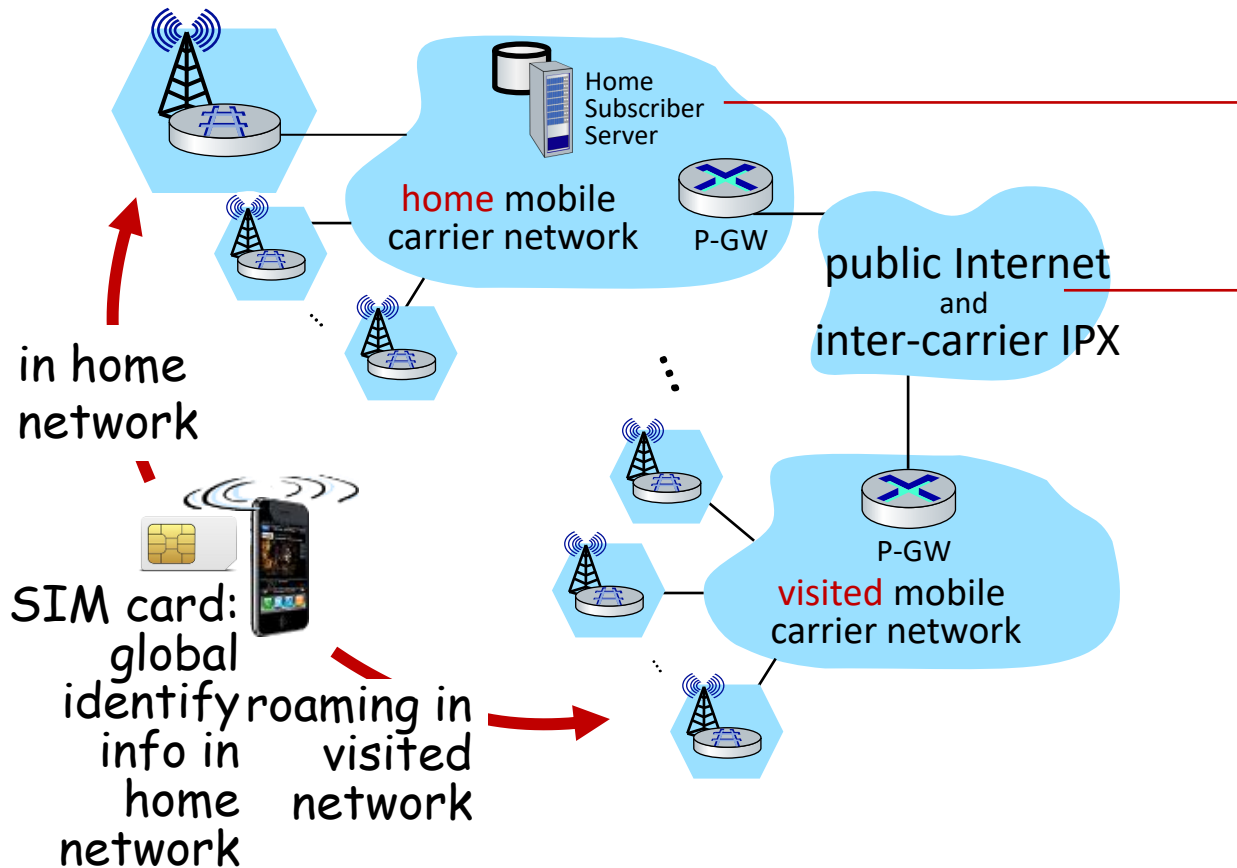 Home
Subscriber
Server
home mobile
carrier network
P-GW
public Internet
and
inter-carrier IPX
in home
network
SIM card:
global
identify
info in
home
network
roaming in
visited
network
P-GW
visited mobile
carrier network